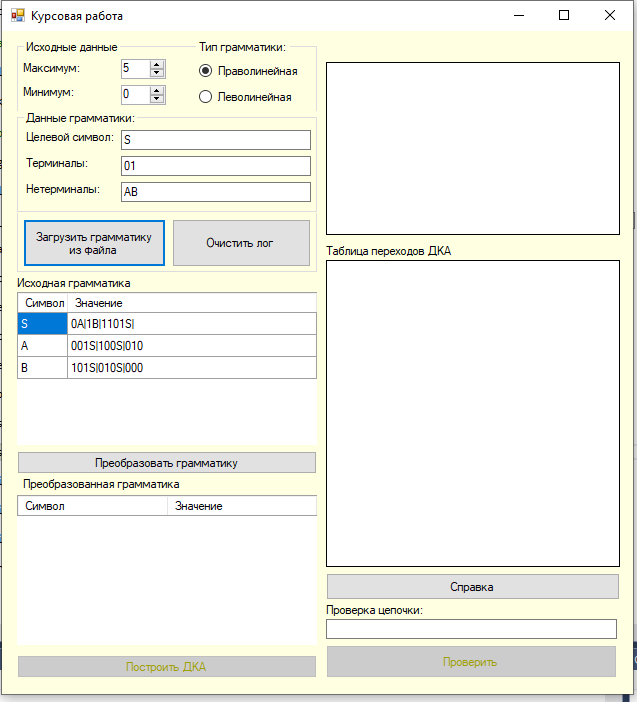 Курсовая работа
Исходные данные
Тип грамматики:
Максимум: 5
Праволинейная
Минимум: 0
Леволинейная
Данные грамматики:
Целевой символ: S
Терминалы: 01
Нетерминалы: AB
Загрузить грамматику
из файла
Очистить лог
Исходная грамматика
Символ Значение
S 0A|1B|1101S|
A 001S|100S|010
B 101S|010S|000
Преобразовать грамматику
Преобразованная грамматика
Символ Значение
Построить ДКА
Таблица переходов ДКА
Справка
Проверка цепочки:
Проверить